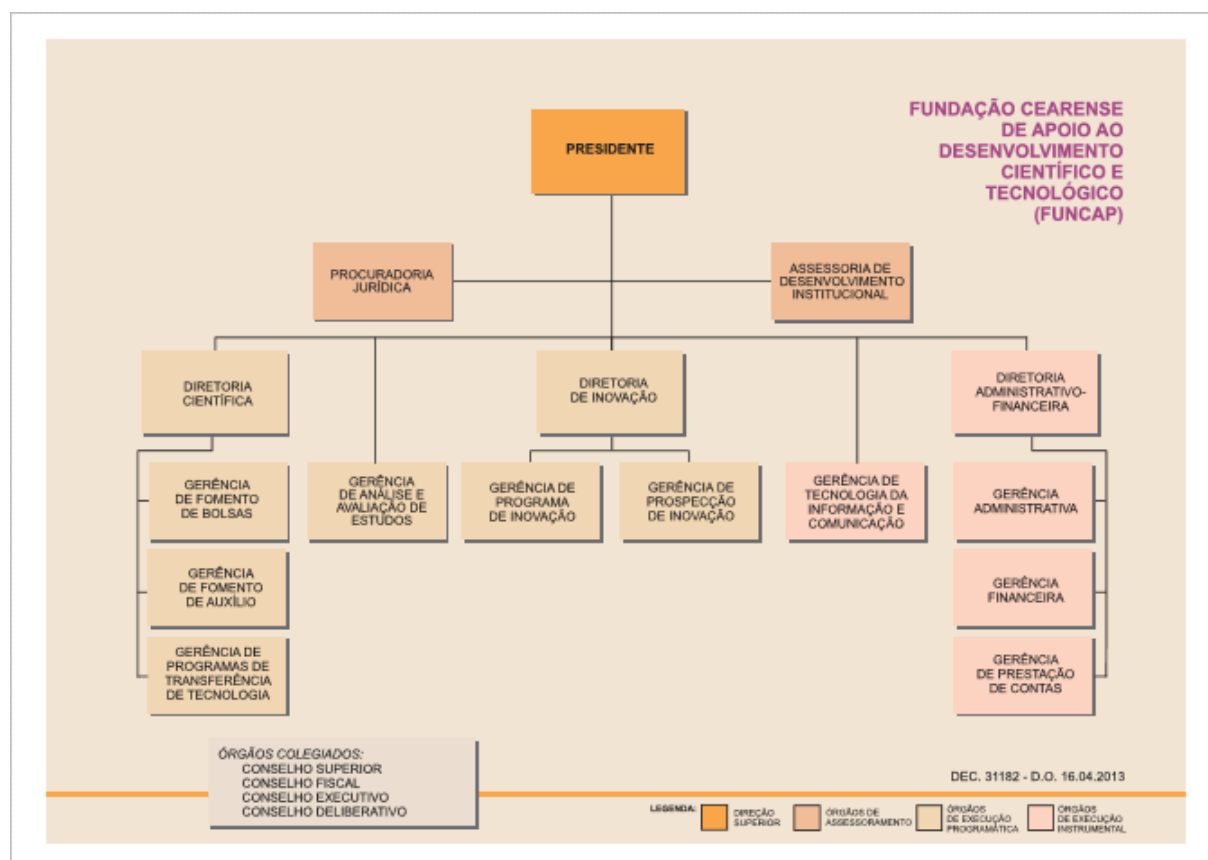 FUNDAÇÃO CEARENSE
DE APOIO AO
DESENVOLVIMENTO
CIENTÍFICO E
TECNOLÓGICO
(FUNCAP)
PRESIDENTE
PROCURADORIA
JURÍDICA
ASSESSORIA DE
DESENVOLVIMENTO
INSTITUCIONAL
DIRETORIA
CIENTÍFICA
DIRETORIA
DE INOVAÇÃO
DIRETORIA
ADMINISTRATIVO-
FINANCEIRA
GERÊNCIA
DE FOMENTO
DE BOLSAS
GERÊNCIA
DE ANÁLISE E
AVALIAÇÃO DE
ESTUDOS
GERÊNCIA DE
PROGRAMA
DE INOVAÇÃO
GERÊNCIA DE
PROSPECÇÃO
DE INOVAÇÃO
GERÊNCIA DE
TECNOLOGIA DA
INFORMAÇÃO E
COMUNICAÇÃO
GERÊNCIA
ADMINISTRATIVA
GERÊNCIA
DE FOMENTO
DE AUXÍLIO
GERÊNCIA
FINANCEIRA
GERÊNCIA DE
PROGRAMAS DE
TRANSFERÊNCIA
DE TECNOLOGIA
GERÊNCIA
DE PRESTAÇÃO
DE CONTAS
ÓRGÃOS COLEGIADOS:
CONSELHO SUPERIOR
CONSELHO FISCAL
CONSELHO EXECUTIVO
CONSELHO DELIBERATIVO
DEC. 31182 - D.O. 16.04.2013
LEGENDA:
DIREÇÃO
SUPERIOR
ÓRGÃOS DE
ASSESSORAMENTO
ÓRGÃOS
DE EXECUÇÃO
PROGRAMÁTICA
ÓRGÃOS
DE EXECUÇÃO
INSTRUMENTAL